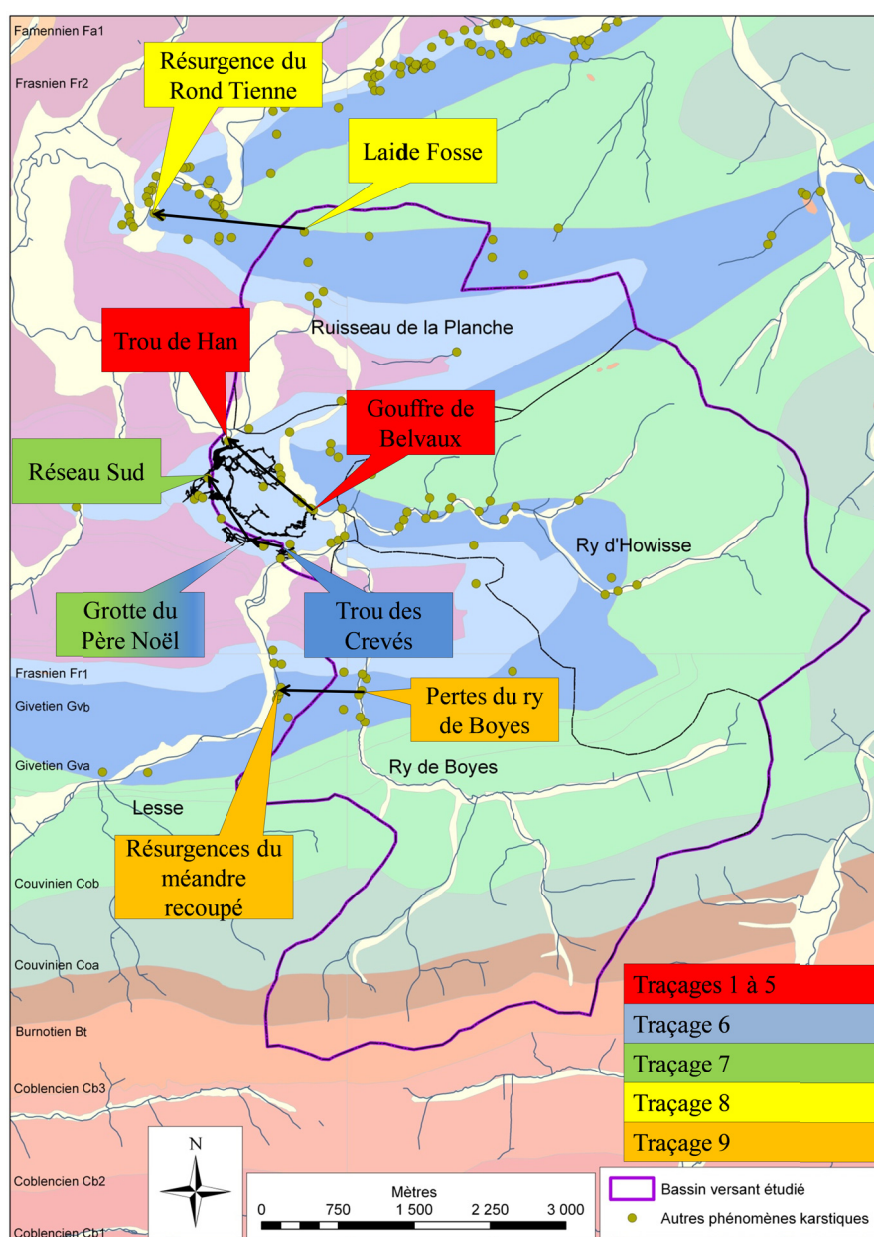 Famennien Fa1
Frasnien Fr2
Résurgence du
Rond Tienne
Laide Fosse
Ruisseau de la Planche
Trou de Han
Gouffre de
Belvaux
Réseau Sud
Ry d'Howisse
Grotte du
Père Noël
Trou des
Crevés
Frasnien Fr1
Givetien Gvb
Pertes du ry
de Boyes
Givetien Gva
Ry de Boyes
Lesse
Résurgences du
méandre
recoupé
Couvinien Cob
Couvinien Coa
Burnotien Bt
Coblencien Cb3
Coblencien Cb2
Coblencien Cb1
Traçages 1 à 5
Traçage 6
Traçage 7
Traçage 8
Traçage 9
N
Mètres
0 750 1 500 2 250 3 000
Bassin versant étudié
Autres phénomènes karstiques